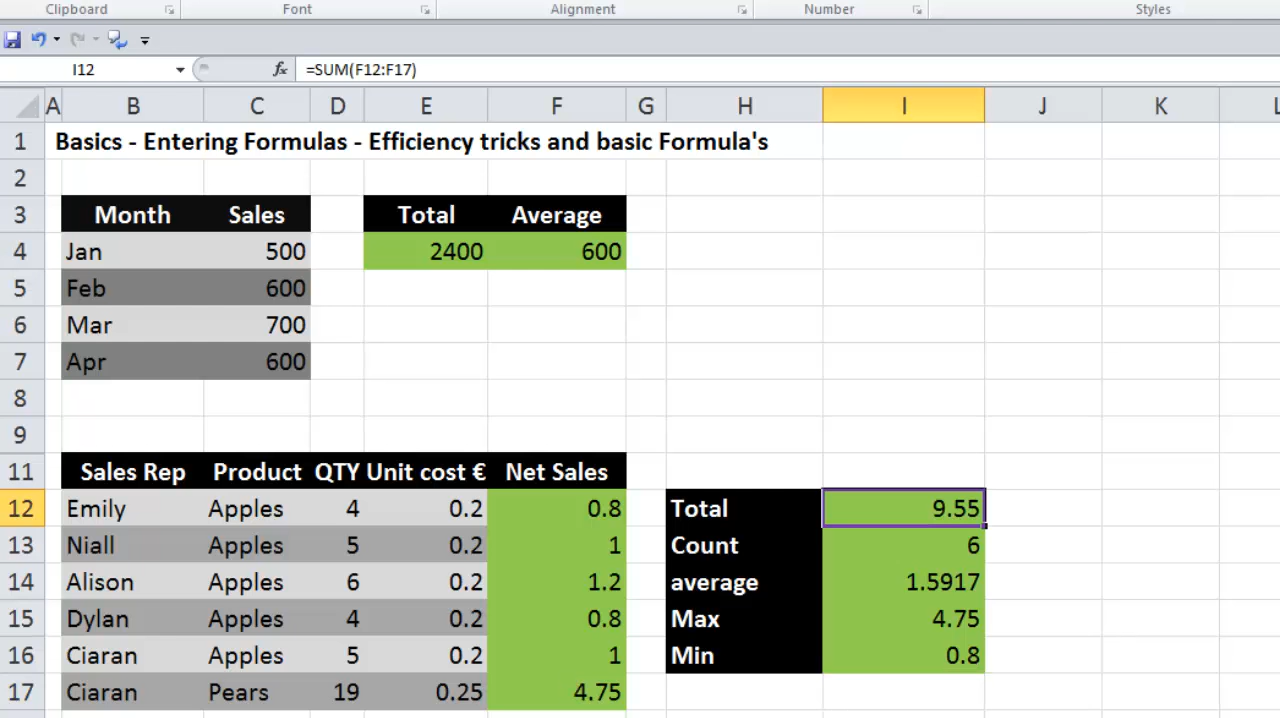 Clipboard Font Alignment Number Styles
I12 fx =SUM(F12:F17)
A B C D E F G H I J K L
1 Basics - Entering Formulas - Efficiency tricks and basic Formula's
2
3 Month Sales Total Average
4 Jan 500 2400 600
5 Feb 600
6 Mar 700
7 Apr 600
8
9
11 Sales Rep Product QTY Unit cost € Net Sales
12 Emily Apples 4 0.2 0.8 Total 9.55
13 Niall Apples 5 0.2 1 Count 6
14 Alison Apples 6 0.2 1.2 average 1.5917
15 Dylan Apples 4 0.2 0.8 Max 4.75
16 Ciaran Apples 5 0.2 1 Min 0.8
17 Ciaran Pears 19 0.25 4.75